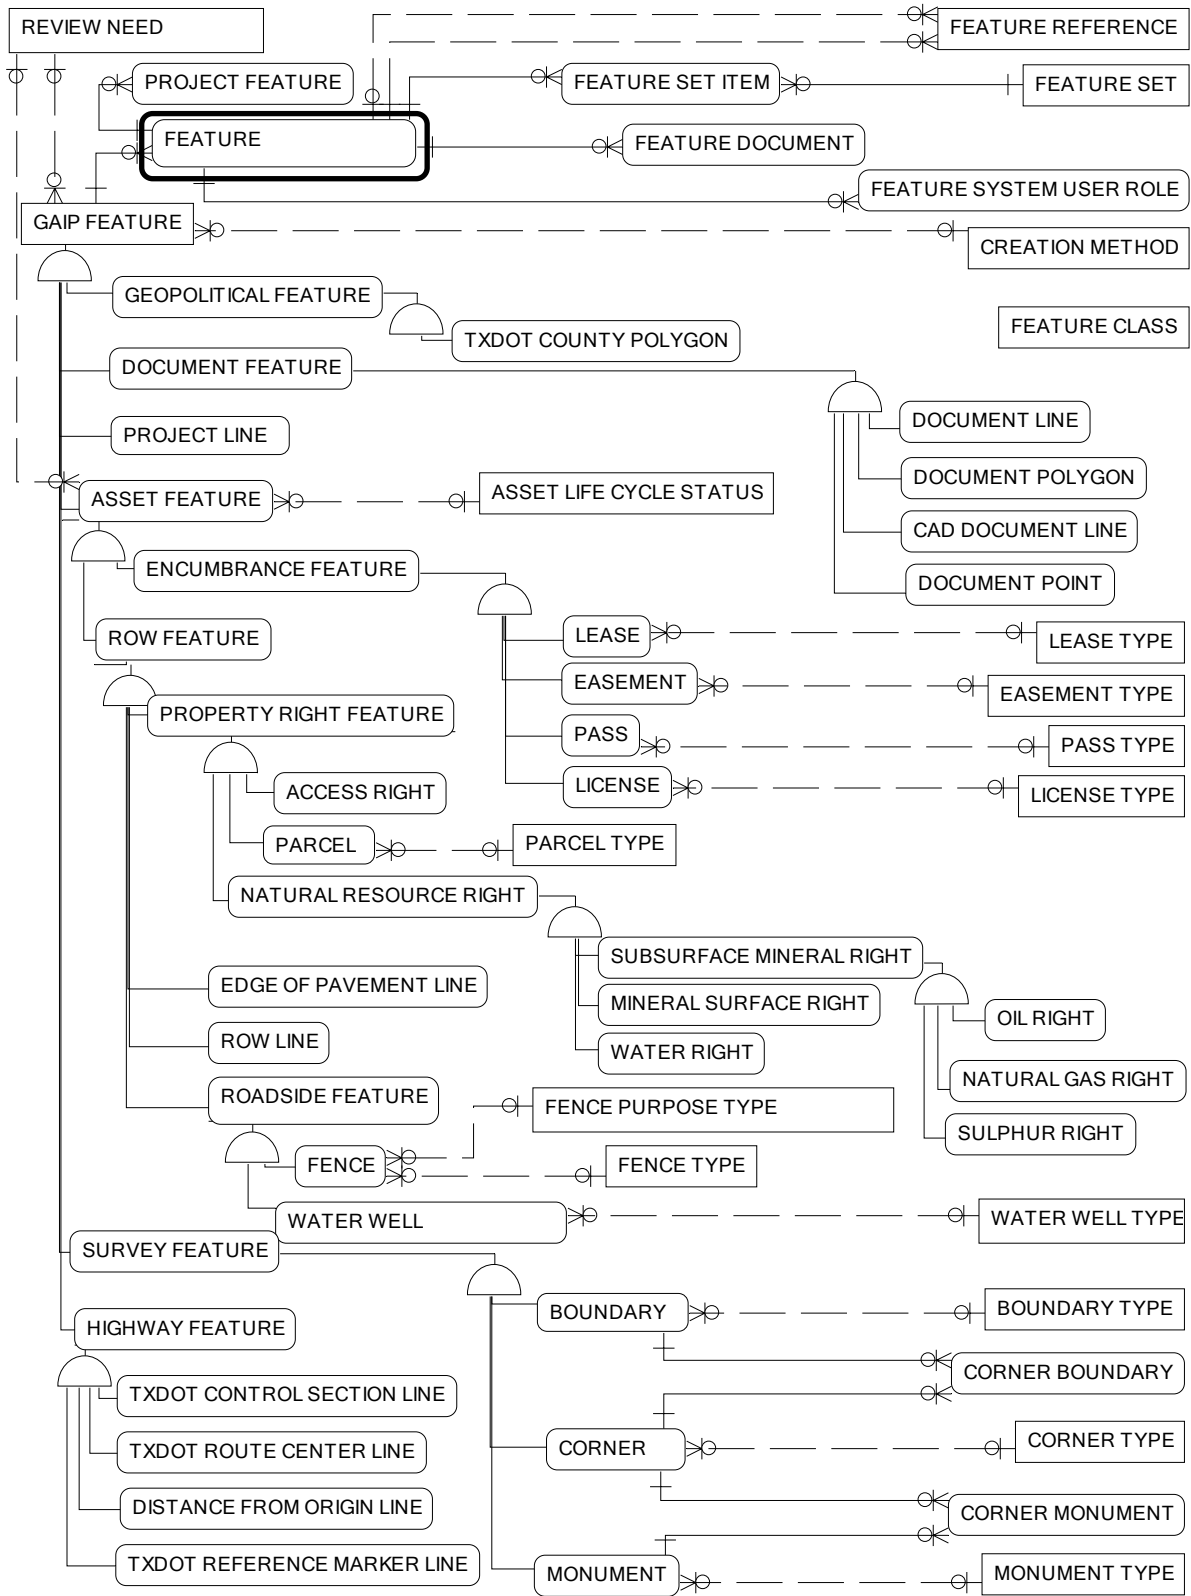 REVIEW NEED
FEATURE REFERENCE
PROJECT FEATURE
FEATURE SET ITEM
FEATURE SET
FEATURE
FEATURE DOCUMENT
FEATURE SYSTEM USER ROLE
GAIP FEATURE
CREATION METHOD
GEOPOLITICAL FEATURE
FEATURE CLASS
TXDOT COUNTY POLYGON
DOCUMENT FEATURE
DOCUMENT LINE
PROJECT LINE
DOCUMENT POLYGON
ASSET FEATURE
ASSET LIFE CYCLE STATUS
CAD DOCUMENT LINE
ENCUMBRANCE FEATURE
DOCUMENT POINT
ROW FEATURE
LEASE
LEASE TYPE
EASEMENT
EASEMENT TYPE
PROPERTY RIGHT FEATURE
PASS
PASS TYPE
ACCESS RIGHT
LICENSE
LICENSE TYPE
PARCEL
PARCEL TYPE
NATURAL RESOURCE RIGHT
SUBSURFACE MINERAL RIGHT
EDGE OF PAVEMENT LINE
MINERAL SURFACE RIGHT
OIL RIGHT
ROW LINE
WATER RIGHT
NATURAL GAS RIGHT
ROADSIDE FEATURE
FENCE PURPOSE TYPE
SULPHUR RIGHT
FENCE
FENCE TYPE
WATER WELL
WATER WELL TYPE
SURVEY FEATURE
BOUNDARY
BOUNDARY TYPE
HIGHWAY FEATURE
CORNER BOUNDARY
TXDOT CONTROL SECTION LINE
TXDOT ROUTE CENTER LINE
CORNER
CORNER TYPE
DISTANCE FROM ORIGIN LINE
CORNER MONUMENT
TXDOT REFERENCE MARKER LINE
MONUMENT
MONUMENT TYPE